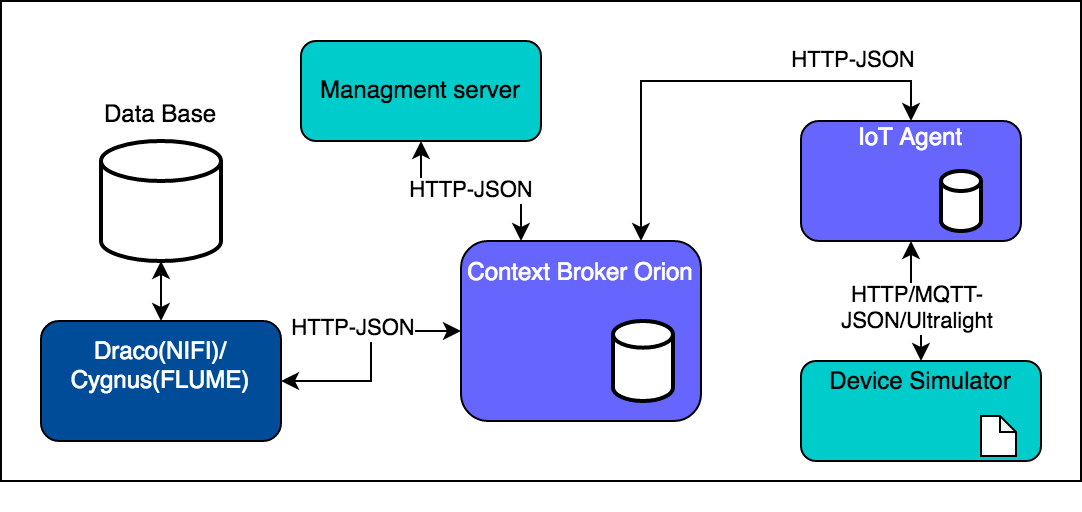 HTTP-JSON
Managment server
Data Base
IoT Agent
HTTP-JSON
Context Broker Orion
HTTP/MQTT-
JSON/Ultralight
HTTP-JSON
Draco(NIFI)/
Cygnus(FLUME)
Device Simulator